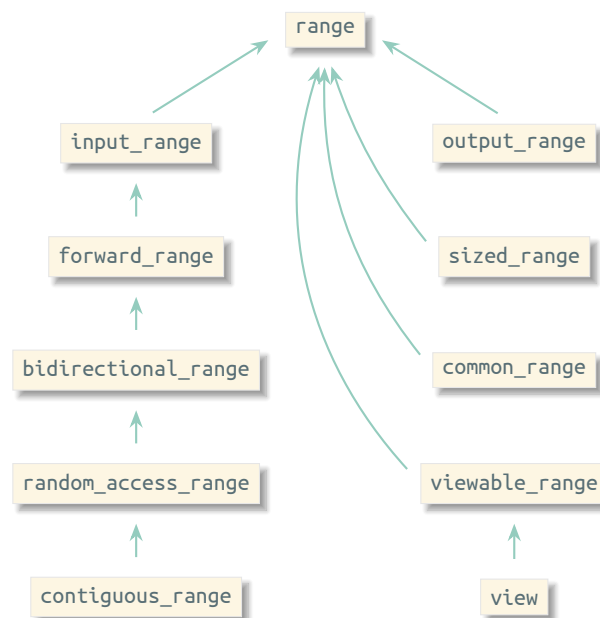 range
input_range
output_range
forward_range
sized_range
bidirectional_range
common_range
random_access_range
viewable_range
contiguous_range
view